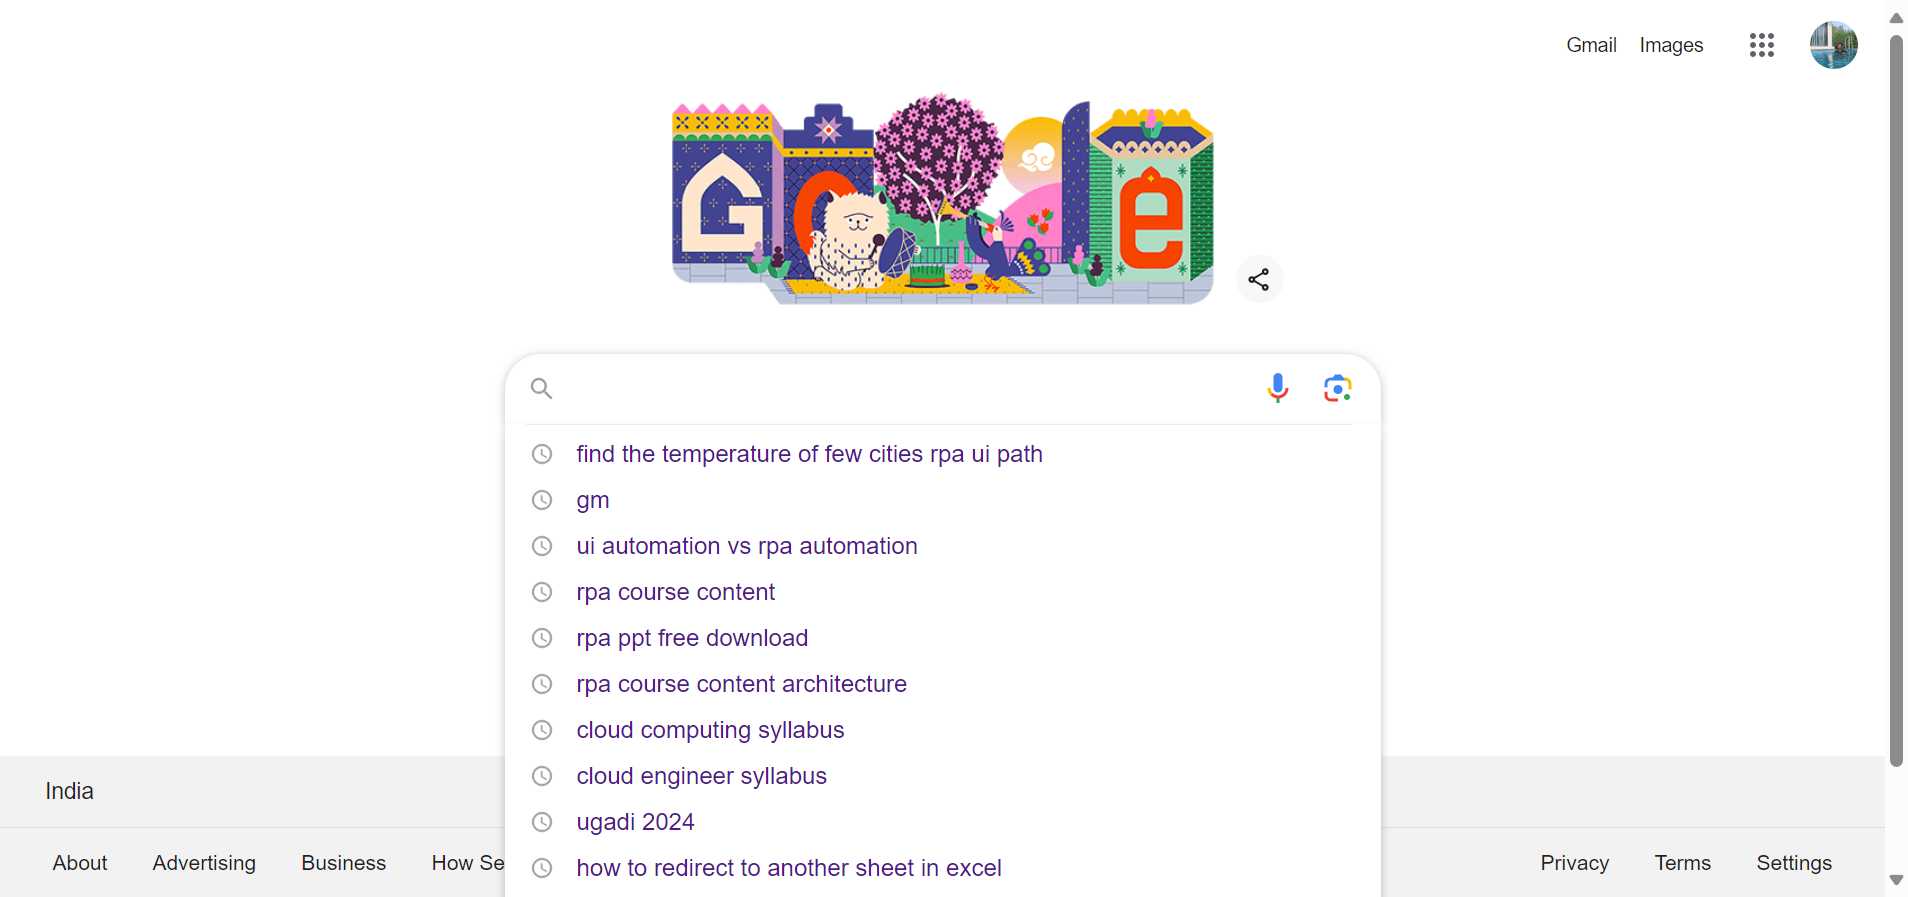 Gmail Images
find the temperature of few cities rpa ui path
gm
ui automation vs rpa automation
rpa course content
rpa ppt free download
rpa course content architecture
cloud computing syllabus
cloud engineer syllabus
ugadi 2024
how to redirect to another sheet in excel
India
About Advertising Business How Se
Privacy Terms Settings